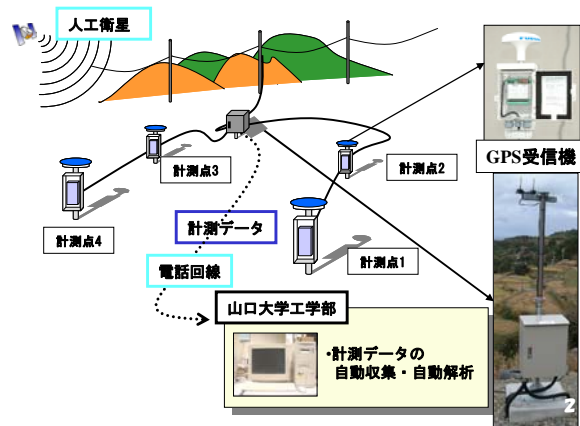 人工衛星
GPS受信機
計測点3
計測点2
計測点4
計測データ
計測点1
電話回線
山口大学工学部
・計測データの
自動収集・自動解析
2